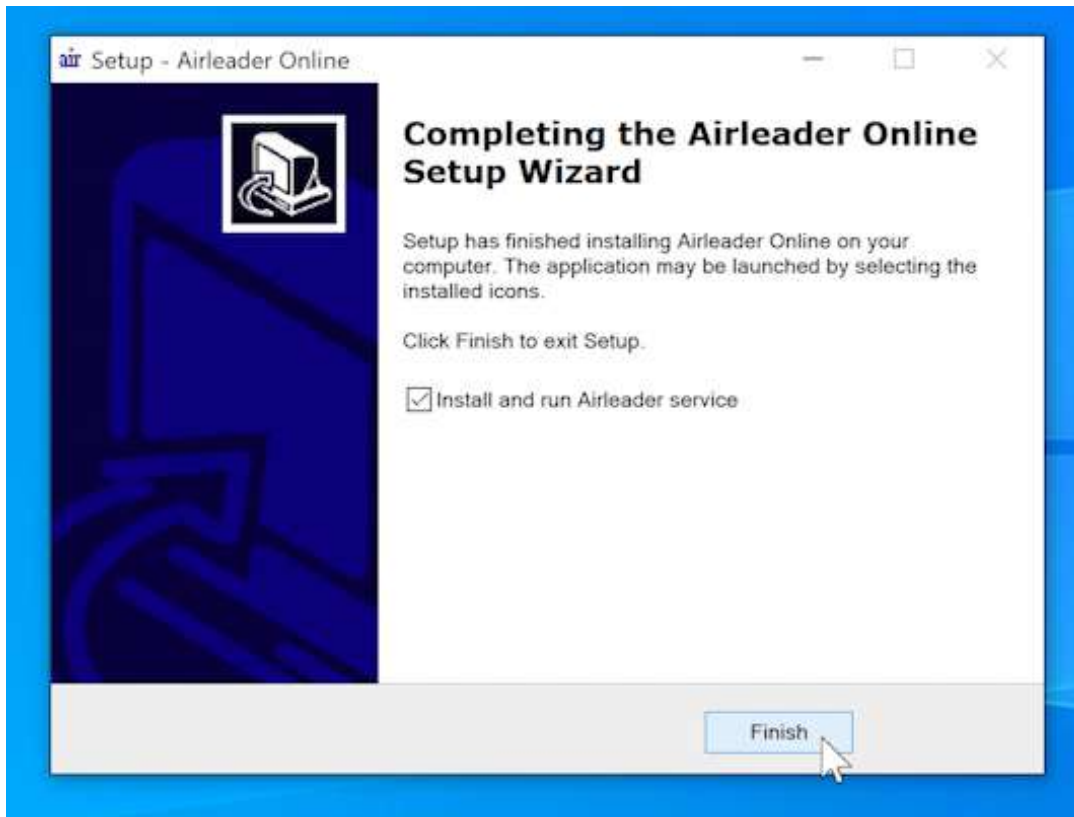 air Setup - Airleader Online
Completing the Airleader Online
Setup Wizard
Setup has finished installing Airleader Online on your
computer. The application may be launched by selecting the
installed icons.
Click Finish to exit Setup.
Install and run Airleader service
Finish